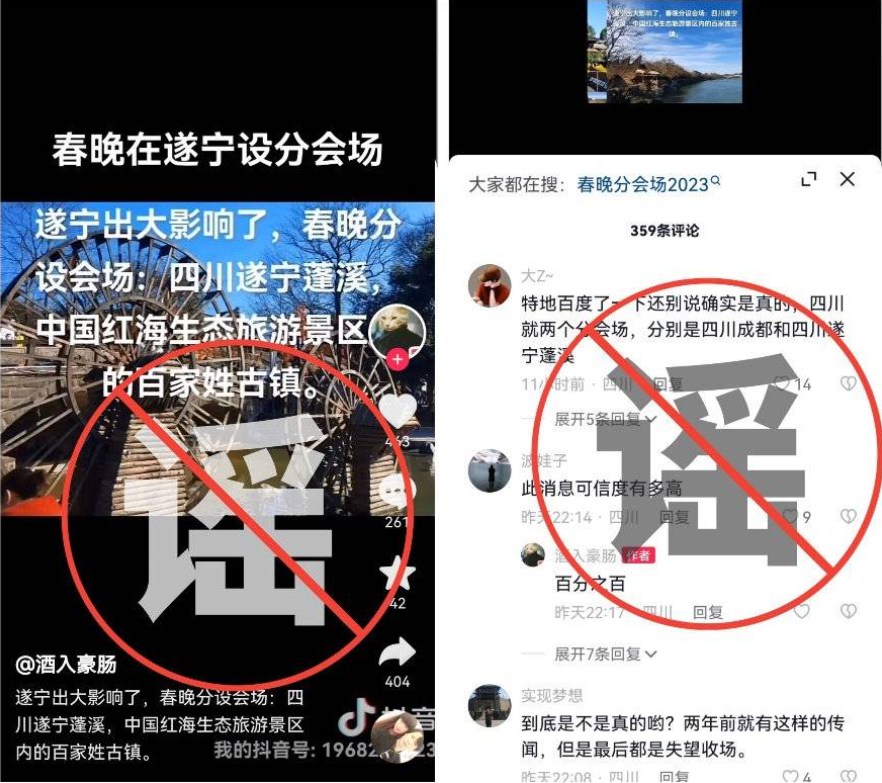 春晚在遂宁设分会场
遂宁出大影响了，春晚分
设会场：四川遂宁蓬溪，
中国红海生态旅游景区
的百家姓古镇。
谣
463
261
42
404
@酒入豪肠
遂宁出大影响了，春晚分设会场：四
川遂宁蓬溪，中国红海生态旅游景区
内的百家姓古镇。
抖音
我的抖音号: 1968
遂宁出大影响了，春晚分设会场：四川遂宁
中国红海生态旅游景区内的百家姓古
镇。
大家都在搜：春晚分会场2023
359条评论
大Z~
特地百度了一下还别说确实是真的，四川
就两个分会场，分别是四川成都和四川遂
宁蓬溪
11小时前 · 四川 回复 14
展开5条回复
谣
波娃子
此消息可信度有多高
昨天22:14 · 四川 回复 9
酒入豪肠 作者
百分之百
昨天22:17 · 四川 回复
展开7条回复
实现梦想
到底是不是真的哟？两年前就有这样的传
闻，但是最后都是失望收场。
昨天22:08 · 四川 回复 4